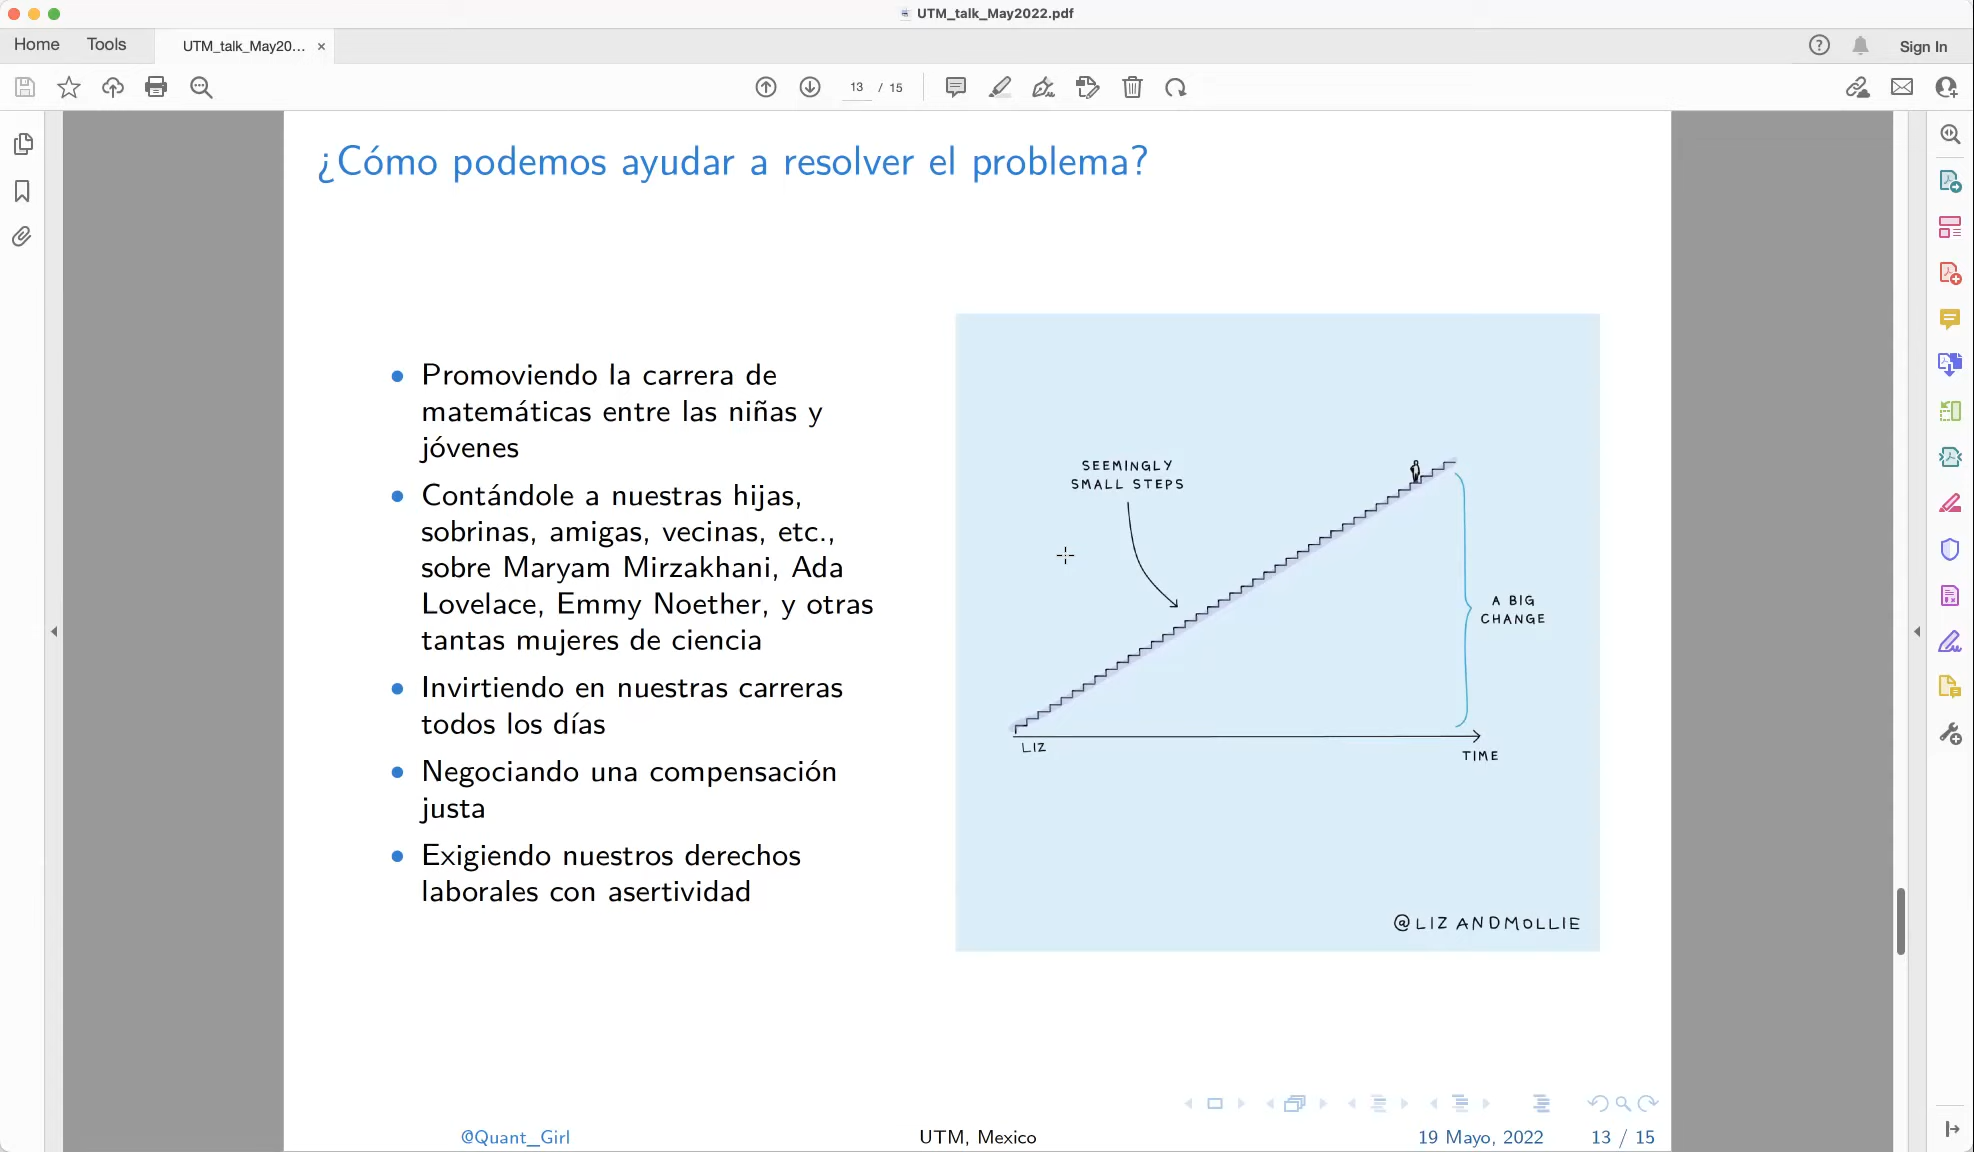 UTM_talk_May2022.pdf
Home Tools UTM_talk_May20... × Sign In
13 / 15
¿Cómo podemos ayudar a resolver el problema?
Promoviendo la carrera de
matemáticas entre las niñas y
jóvenes
Contándole a nuestras hijas,
sobrinas, amigas, vecinas, etc.,
sobre Maryam Mirzakhani, Ada
Lovelace, Emmy Noether, y otras
tantas mujeres de ciencia
Invirtiendo en nuestras carreras
todos los días
Negociando una compensación
justa
Exigiendo nuestros derechos
laborales con asertividad
SEEMINGLY
SMALL STEPS
A BIG
CHANGE
LIZ
TIME
@LIZANDMOLLIE
@Quant_Girl UTM, Mexico 19 Mayo, 2022 13 / 15